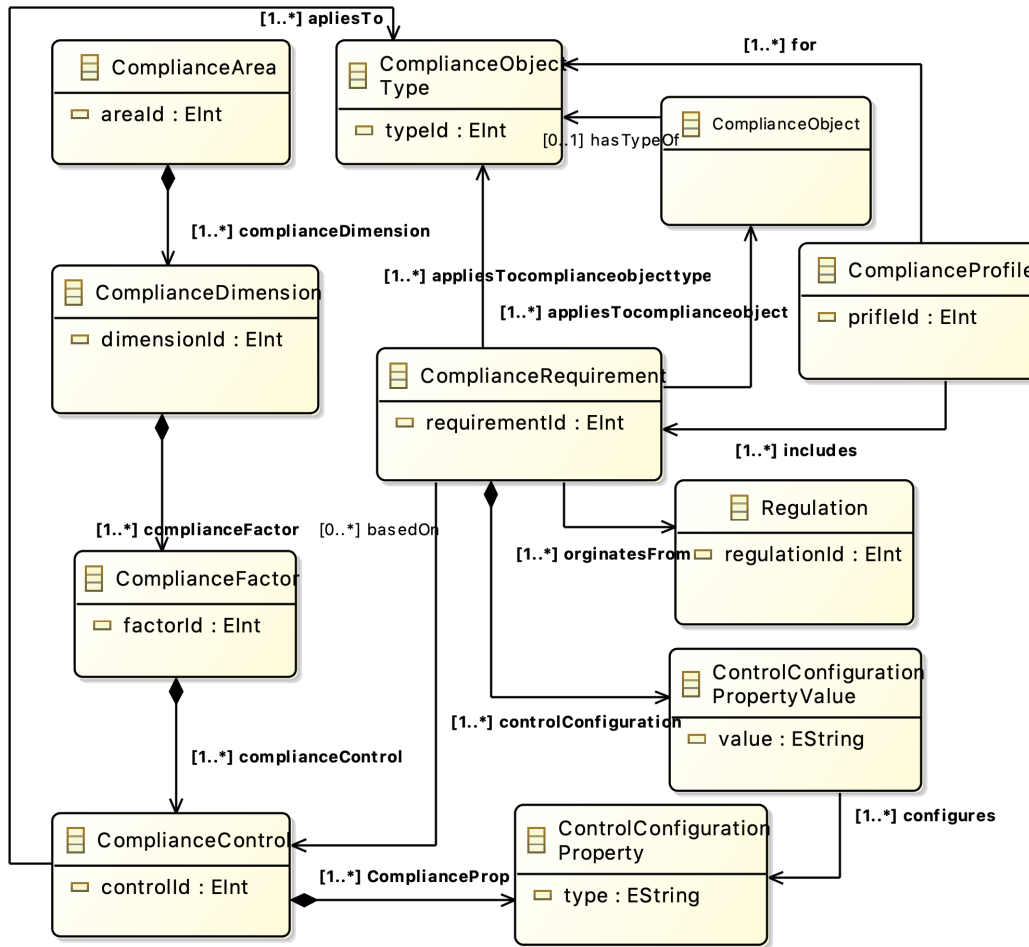 [1..*] apliesTo
ComplianceArea
areaId : EInt
ComplianceObject
Type
typeId : EInt
[1..*] for
ComplianceObject
[0..1] hasTypeOf
[1..*] complianceDimension
ComplianceDimension
dimensionId : EInt
[1..*] appliesTocomplianceobjecttype
[1..*] appliesTocomplianceobject
ComplianceProfile
prifleId : EInt
ComplianceRequirement
requirementId : EInt
[1..*] includes
[1..*] complianceFactor
[0..*] basedOn
Regulation
regulationId : EInt
[1..*] orginatesFrom
ComplianceFactor
factorId : EInt
ControlConfiguration
PropertyValue
value : EString
[1..*] controlConfiguration
[1..*] complianceControl
[1..*] configures
ComplianceControl
controlId : EInt
[1..*] ComplianceProp
ControlConfiguration
Property
type : EString